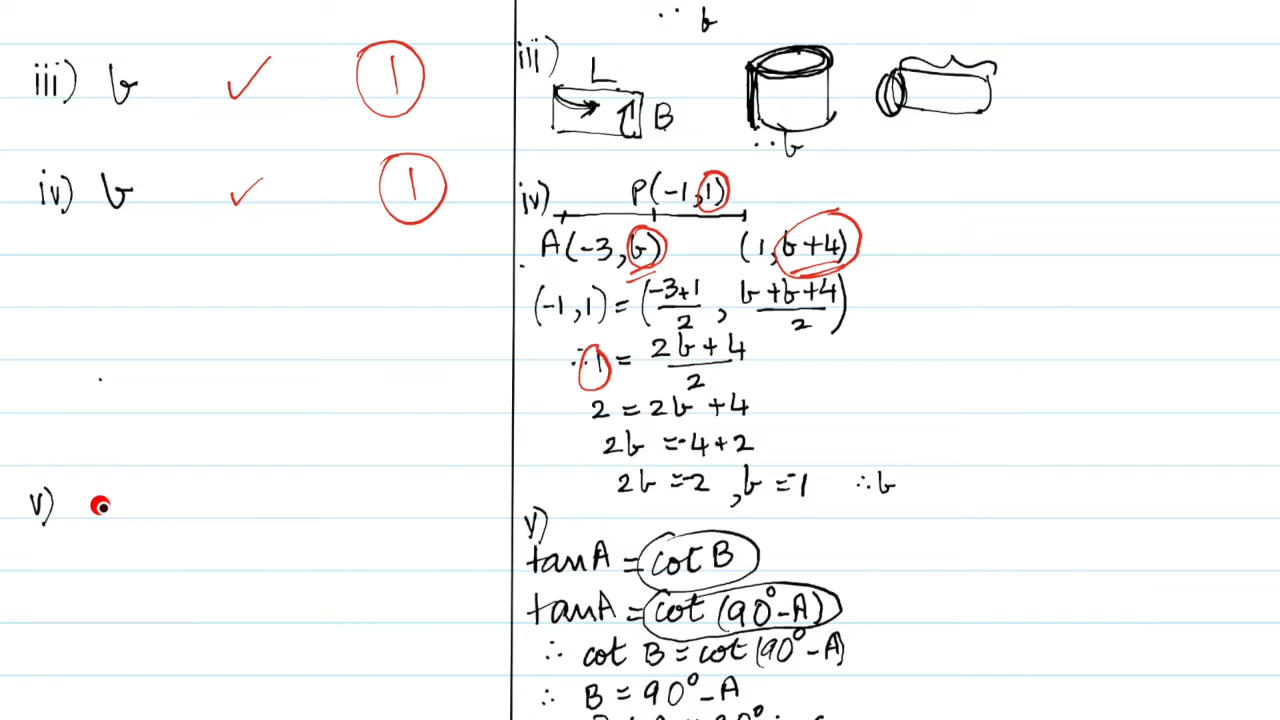 iii) b ✓ 1
iv) b ✓ 1
v)
∴ b
iii)
L
B
∴ b
iv) P(-1,1)
A(-3, b) (1, b+4)
(-1,1) = (-3+1/2, b+b+4/2)
∴ 1 = 2b+4/2
2 = 2b+4
2b = -4+2
2b = -2, b = -1 ∴ b
v)
tanA = cot B
tanA = cot (90°-A)
∴ cot B = cot (90°-A)
∴ B = 90°-A